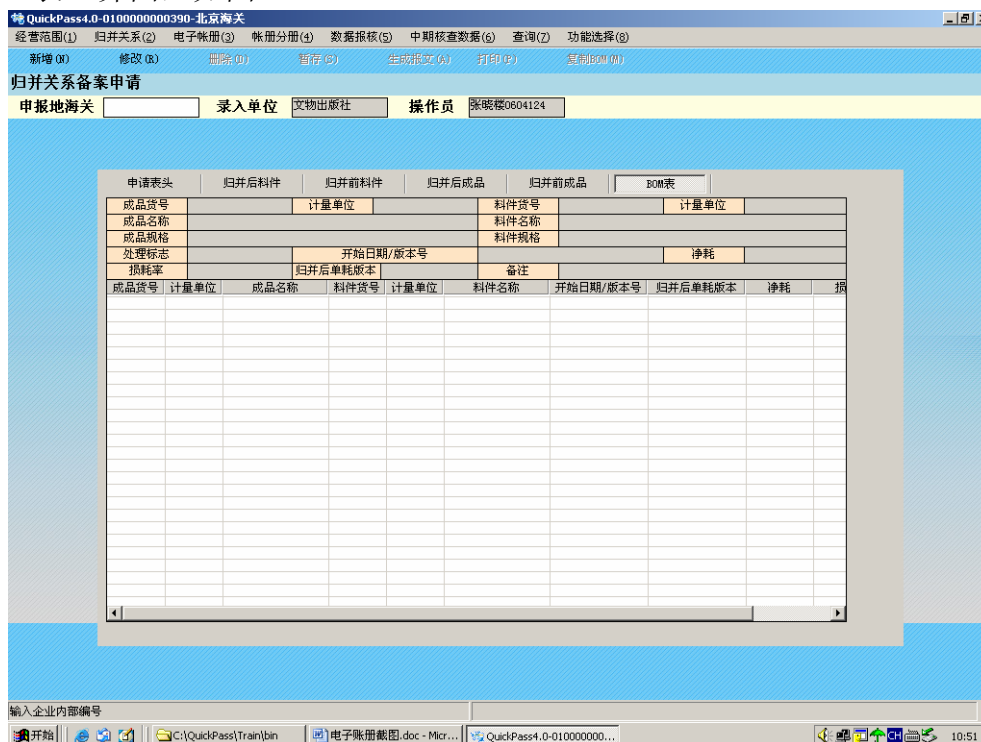 QuickPass4.0-0100000000390-北京海关
经营范围(1) 归并关系(2) 电子帐册(3) 帐册分册(4) 数据报核(5) 中期核查数据(6) 查询(7) 功能选择(8)
新增(N) 修改(R) 删除(D) 暂存(S) 生成报文(A) 打印(P) 复制BOM(M)
归并关系备案申请
申报地海关 录入单位 文物出版社 操作员 张晓楼0604124
申请表头 归并后料件 归并前料件 归并后成品 归并前成品 BOM表
成品货号 计量单位 料件货号 计量单位
成品名称 料件名称
成品规格 料件规格
处理标志 开始日期/版本号 净耗
损耗率 归并后单耗版本 备注
成品货号 计量单位 成品名称 料件货号 计量单位 料件名称 开始日期/版本号 归并后单耗版本 净耗 损
输入企业内部编号
开始 C:\QuickPass\Train\bin 电子账册截图.doc - Micr... QuickPass4.0-010000000... CH 10:51